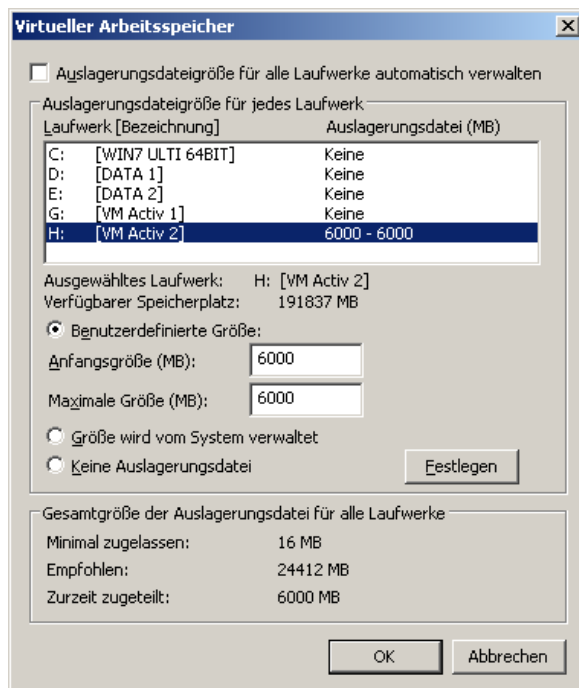 Virtueller Arbeitsspeicher
Auslagerungsdateigröße für alle Laufwerke automatisch verwalten
Auslagerungsdateigröße für jedes Laufwerk
Laufwerk [Bezeichnung] Auslagerungsdatei (MB)
C: [WIN7 ULTI 64BIT] Keine
D: [DATA 1] Keine
E: [DATA 2] Keine
G: [VM Activ 1] Keine
H: [VM Activ 2] 6000 - 6000
Ausgewähltes Laufwerk: H: [VM Activ 2]
Verfügbarer Speicherplatz: 191837 MB
Benutzerdefinierte Größe:
Anfangsgröße (MB): 6000
Maximale Größe (MB): 6000
Größe wird vom System verwaltet
Keine Auslagerungsdatei Festlegen
Gesamtgröße der Auslagerungsdatei für alle Laufwerke
Minimal zugelassen: 16 MB
Empfohlen: 24412 MB
Zurzeit zugeteilt: 6000 MB
OK Abbrechen